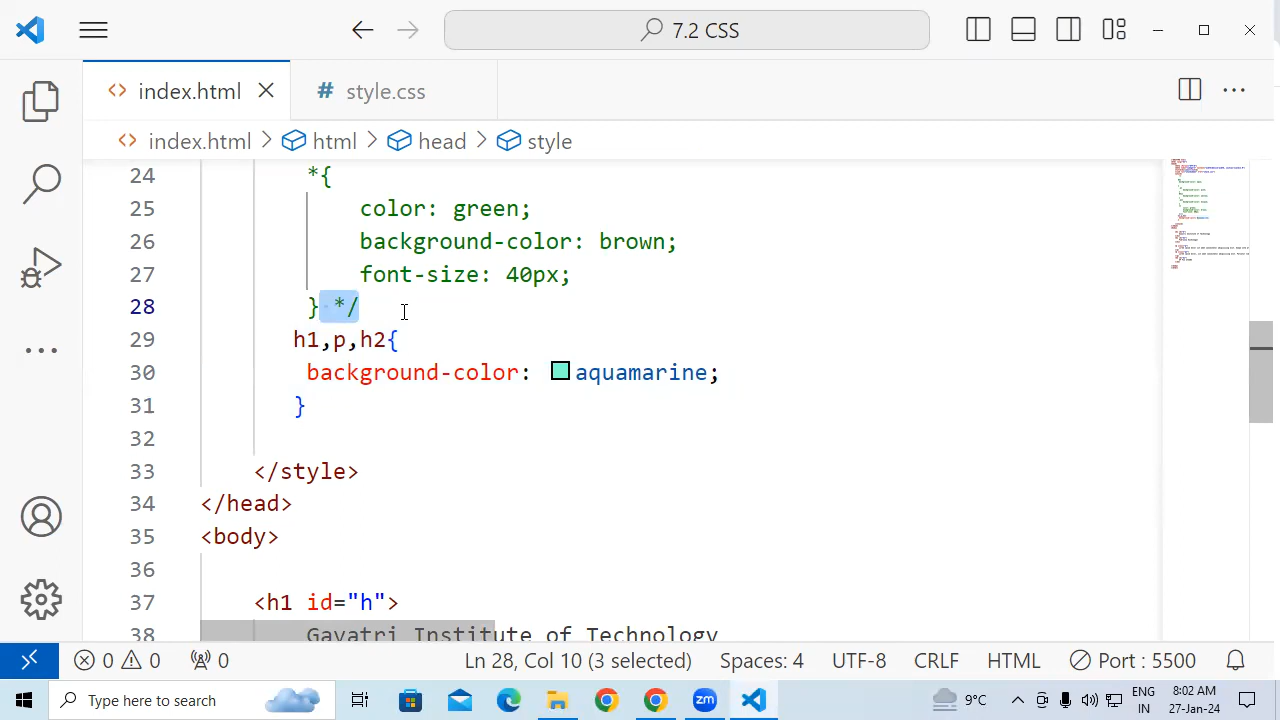 7.2 CSS
index.html
# style.css
index.html > html > head > style
24 *{
25 color: green;
26 background-color: brown;
27 font-size: 40px;
28 } */
29 h1,p,h2{
30 background-color: aquamarine;
31 }
32
33 </style>
34 </head>
35 <body>
36
37 <h1 id="h">
38 Gayatri Institute of Technology
0 0 0 Ln 28, Col 10 (3 selected) Spaces: 4 UTF-8 CRLF HTML Port : 5500
Type here to search zm 9°C ENG IN 8:02 AM 27-Jan-24